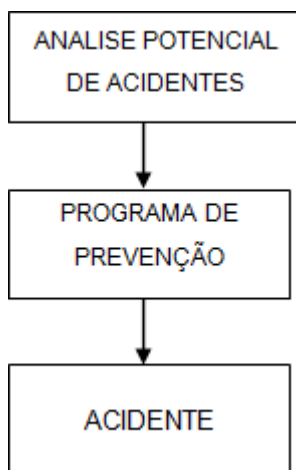 ANALISE POTENCIAL
DE ACIDENTES
PROGRAMA DE
PREVENÇÃO
ACIDENTE